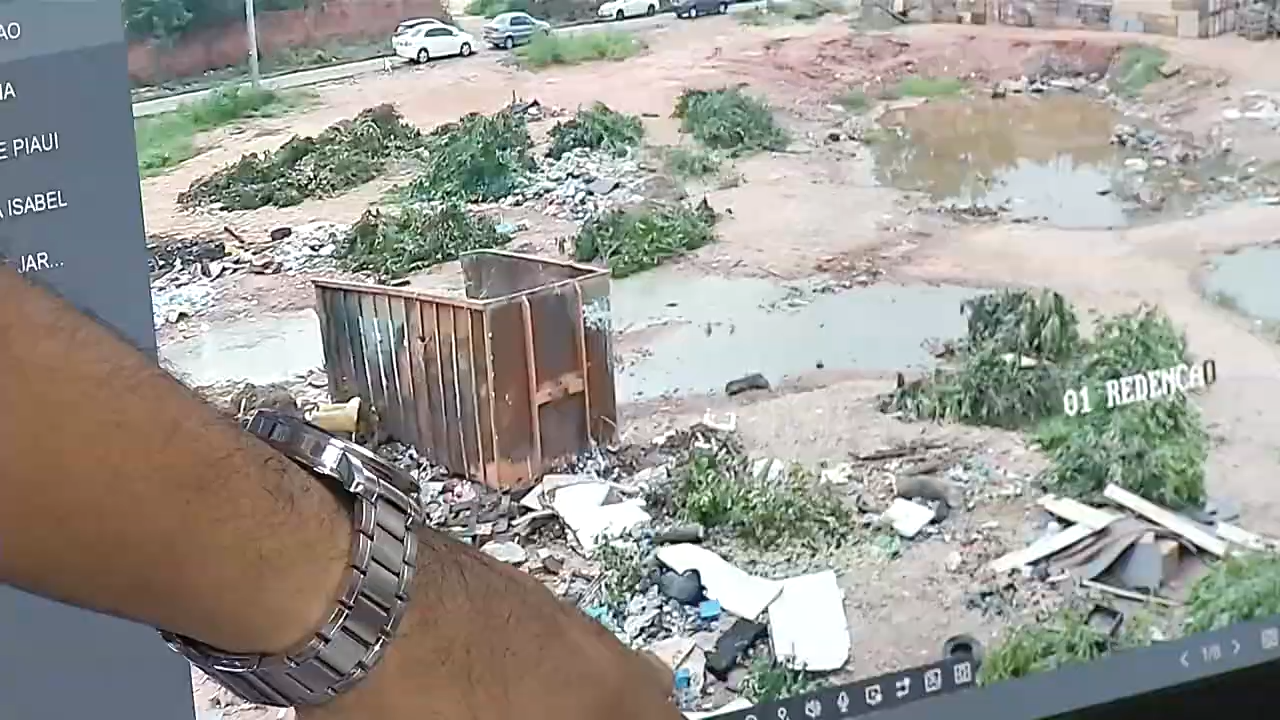 AO
IA
E PIAUI
A ISABEL
JAR...
01 REDENCAO
1/8